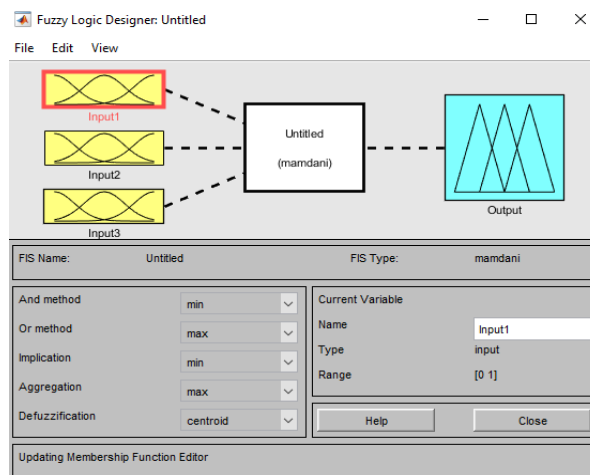 Fuzzy Logic Designer: Untitled
File Edit View
Input1
Input2
Input3
Untitled
(mamdani)
Output
FIS Name: Untitled FIS Type: mamdani
And method min
Or method max
Implication min
Aggregation max
Defuzzification centroid
Current Variable
Name Input1
Type input
Range [0 1]
Help Close
Updating Membership Function Editor